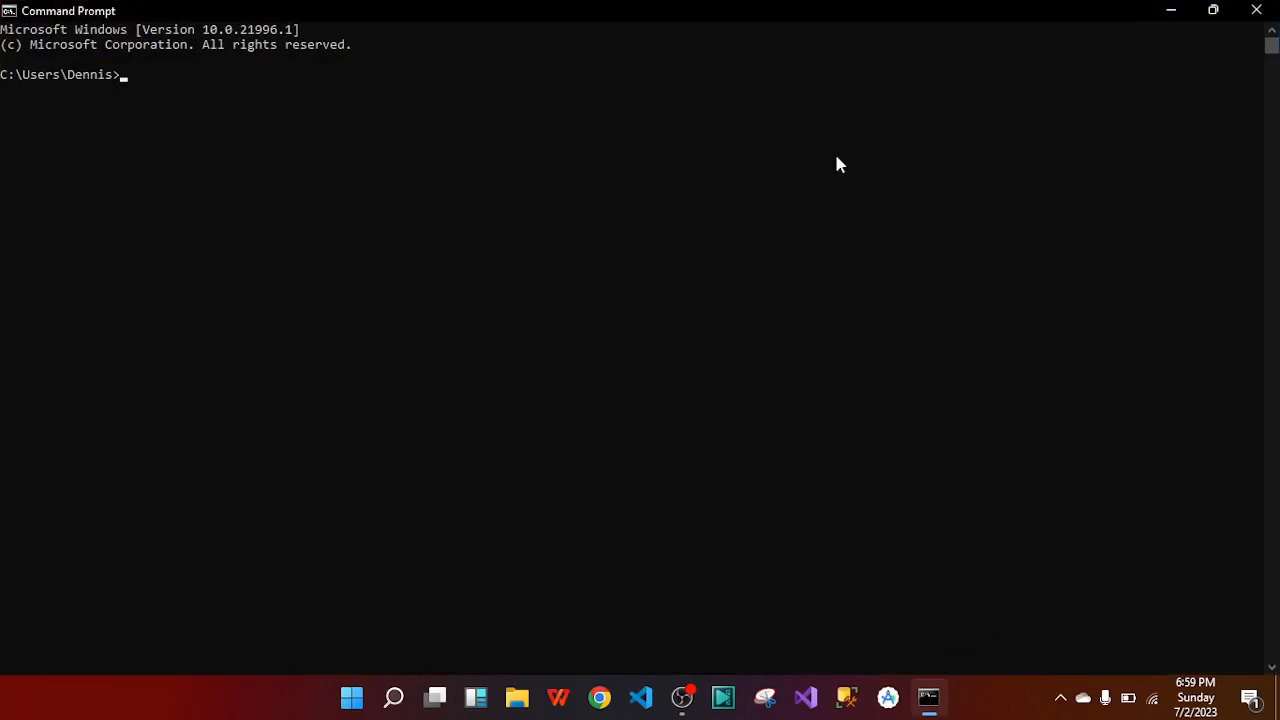 Command Prompt
Microsoft Windows [Version 10.0.21996.1]
(c) Microsoft Corporation. All rights reserved.
C:\Users\Dennis>
6:59 PM
Sunday
7/2/2023
1